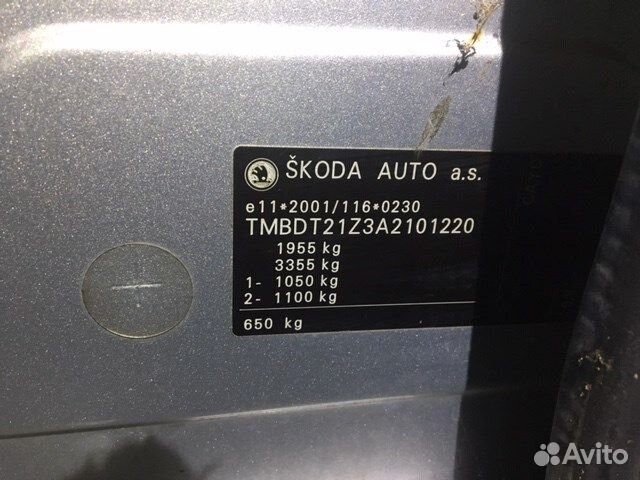 ŠKODA AUTO a.s.
e11*2001/116*0230
TMBDT21Z3A2101220
1955 kg
3355 kg
1- 1050 kg
2- 1100 kg
650 kg
Avito